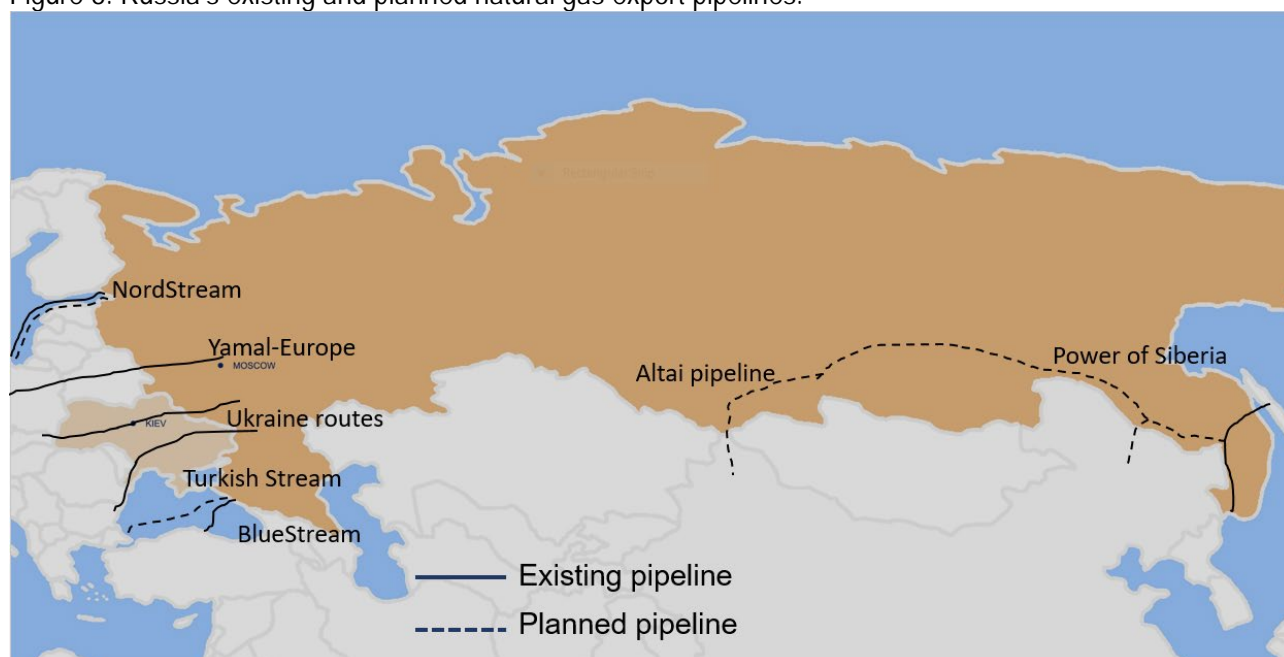 Figure 3: Russia's existing and planned natural gas export pipelines.
NordStream
Yamal-Europe
MOSCOW
Altai pipeline
Power of Siberia
Ukraine routes
KIEV
Turkish Stream
BlueStream
Existing pipeline
Planned pipeline